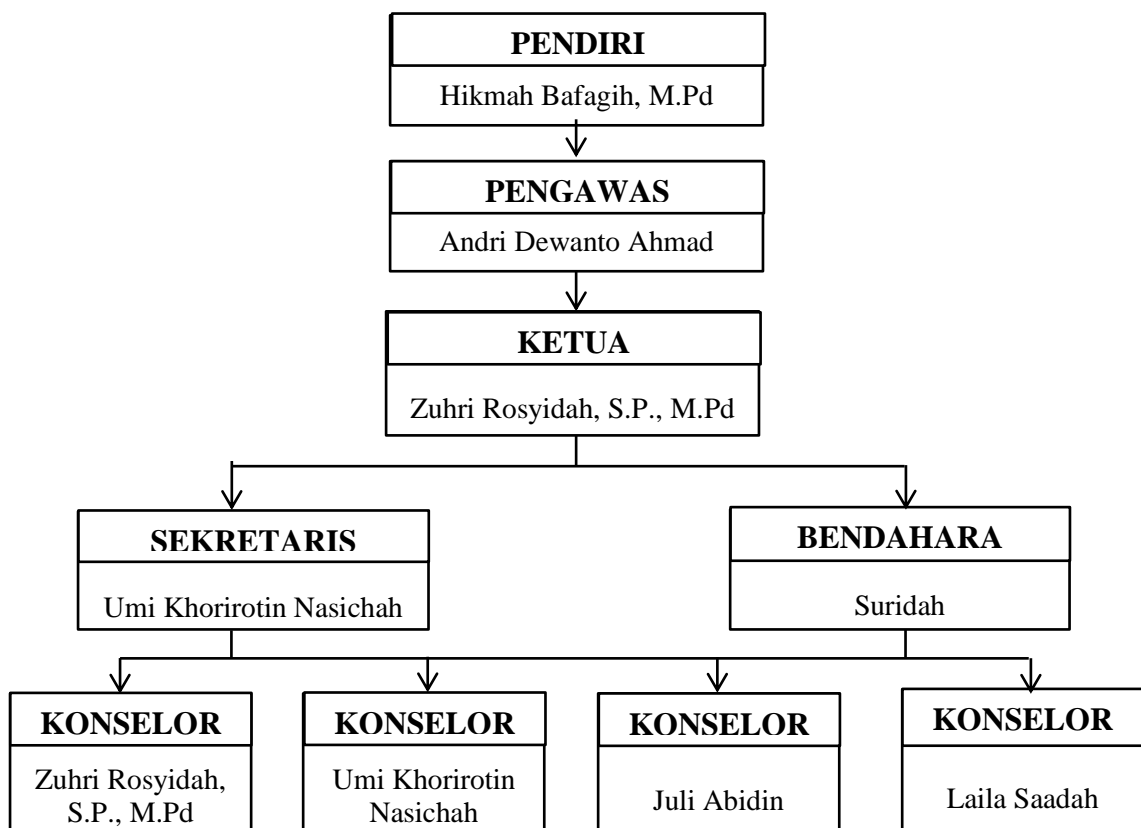 PENDIRI
Hikmah Bafagih, M.Pd
PENGAWAS
Andri Dewanto Ahmad
KETUA
Zuhri Rosyidah, S.P., M.Pd
SEKRETARIS
Umi Khorirotin Nasichah
BENDAHARA
Suridah
KONSELOR
Zuhri Rosyidah,
S.P., M.Pd
KONSELOR
Umi Khorirotin
Nasichah
KONSELOR
Juli Abidin
KONSELOR
Laila Saadah